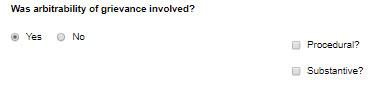 Was arbitrability of grievance involved?
Yes No
Procedural?
Substantive?